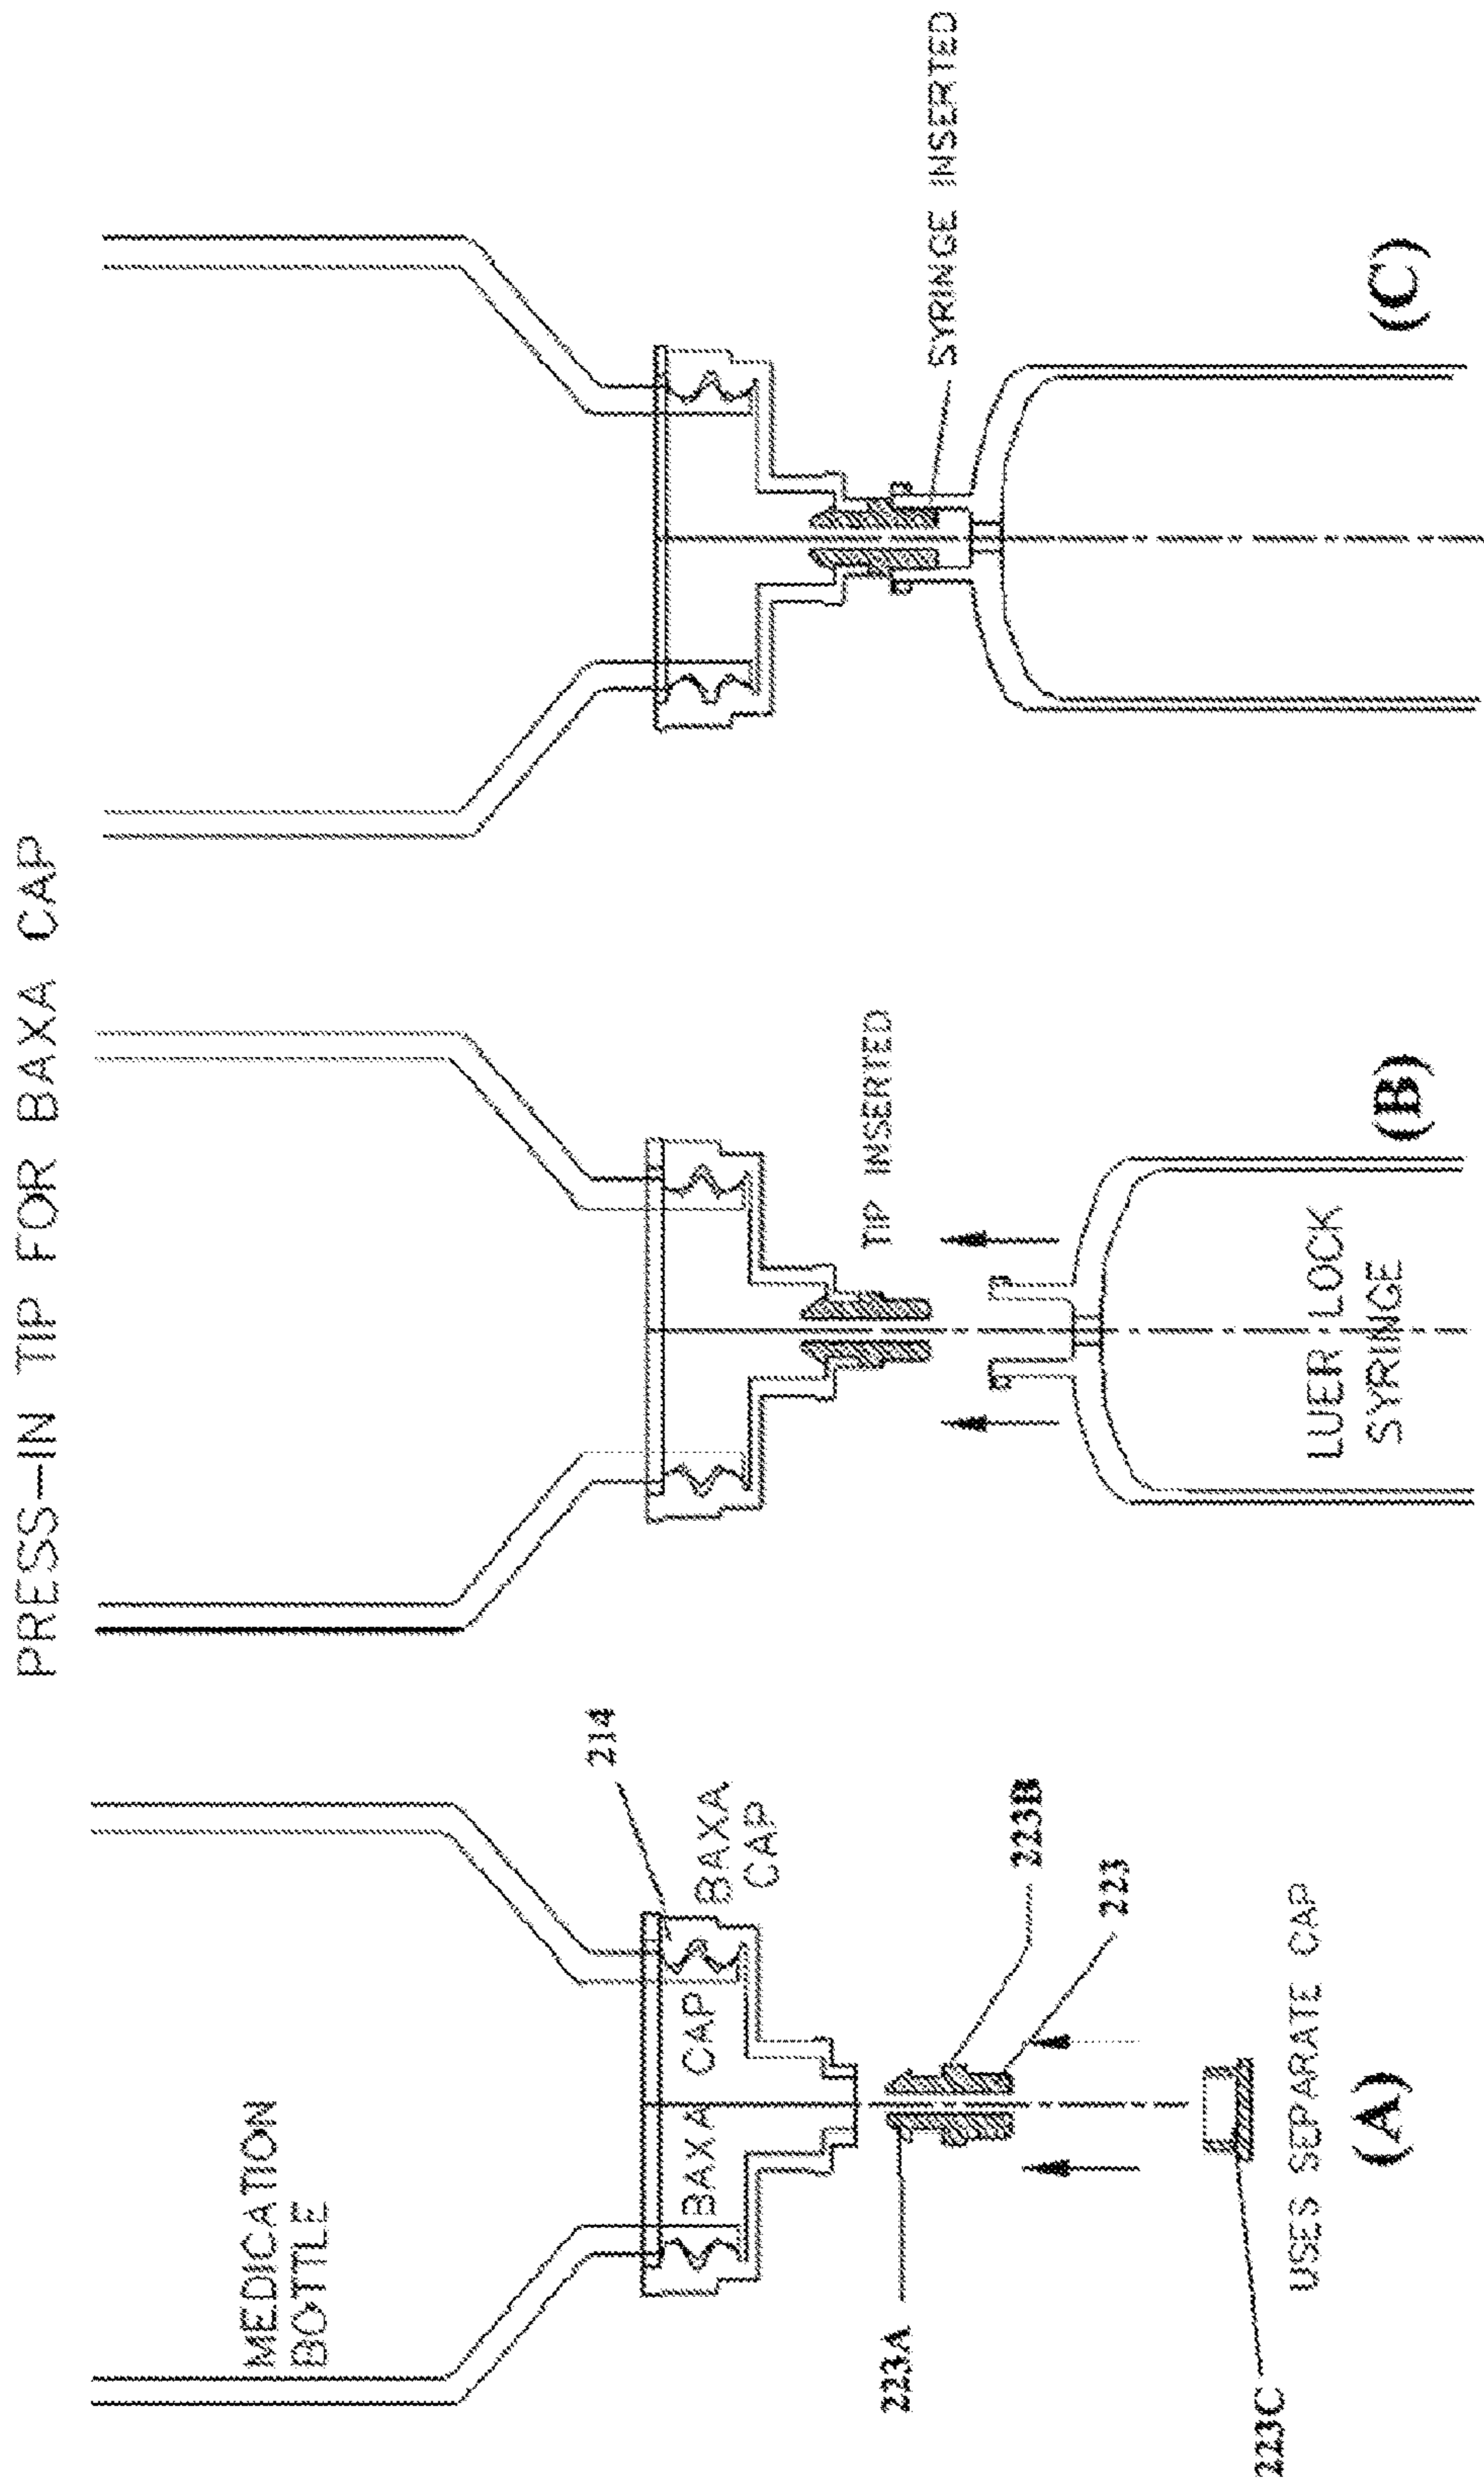 PRESS-IN TIP FOR BAXA CAP
MEDICATION
BOTTLE
214
BAXA CAP
BAXA
CAP
223A
223B
223
223C
USES SEPARATE CAP
(A)
TIP INSERTED
LUER LOCK
SYRINGE
(B)
SYRINGE INSERTED
(C)